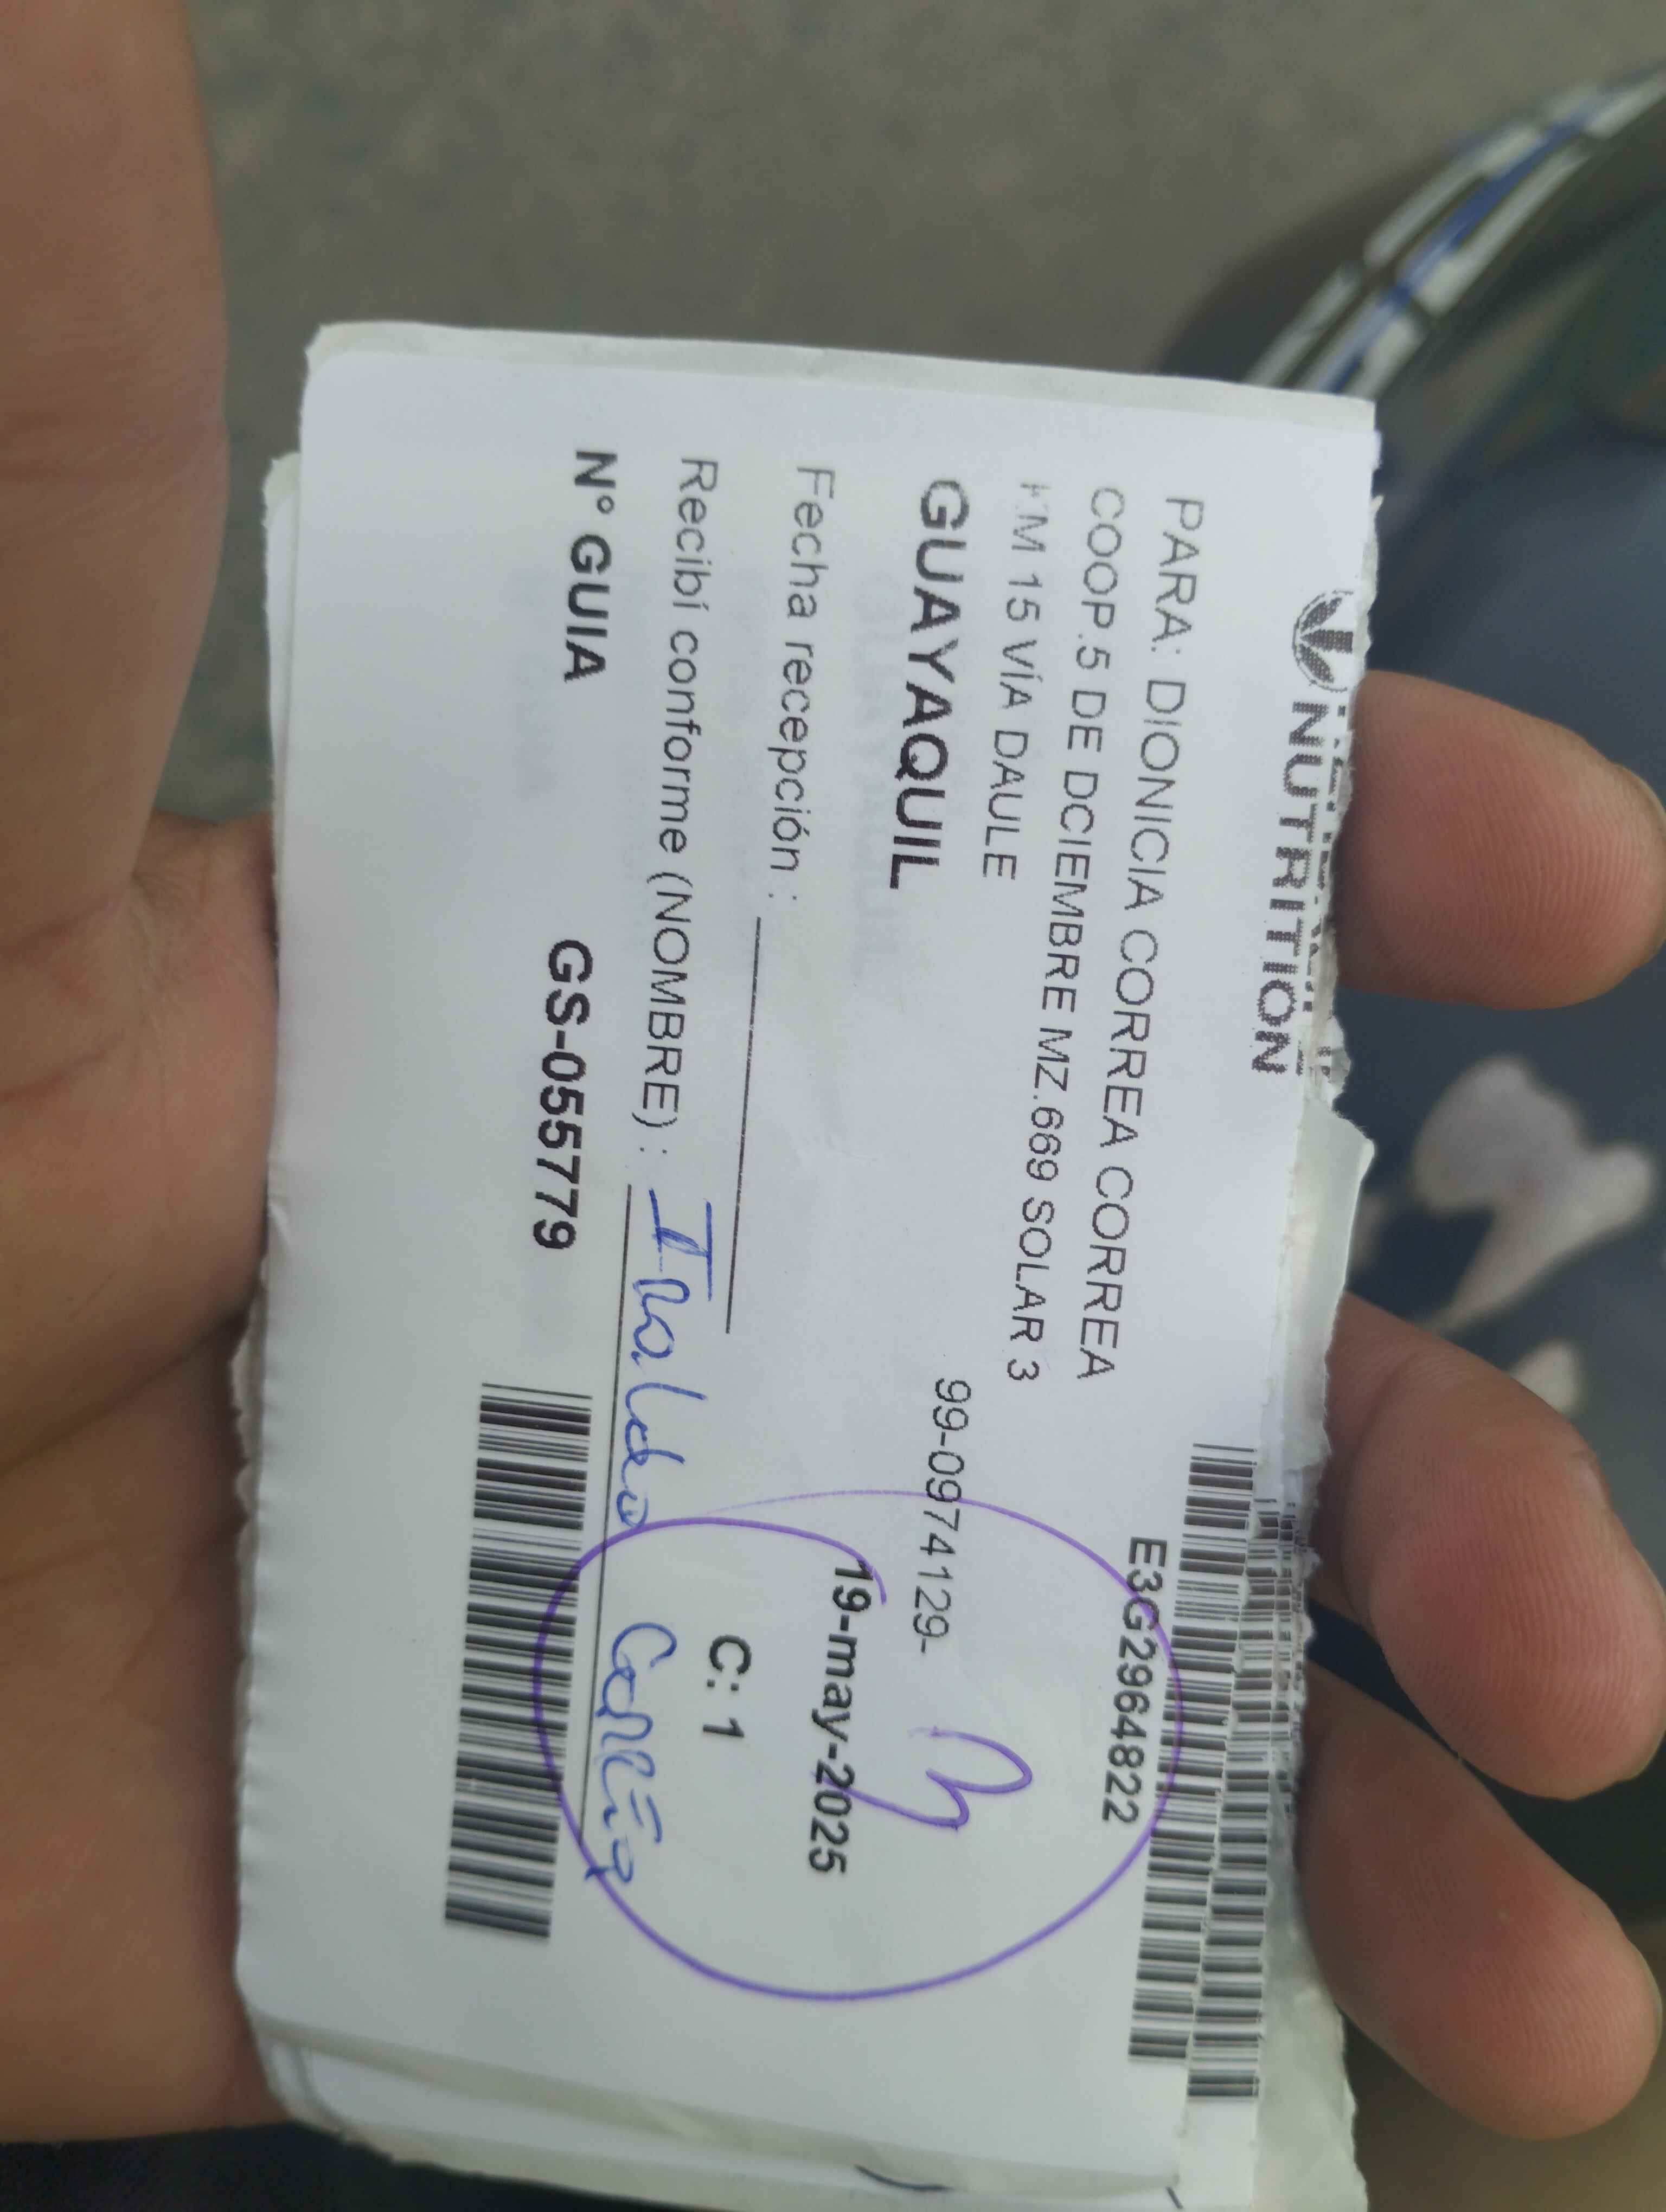 NUTRITION
E3G2964822
PARA: DIONICIA CORREA CORREA CORREA
COOP.5 DE DCIEMBRE MZ.669 SOLAR 3
KM 15 VÍA DAULE
99-0974129-
GUAYAQUIL
19-may-2025
Fecha recepción :
C: 1
Recibí conforme (NOMBRE) :
N° GUIA GS-055779